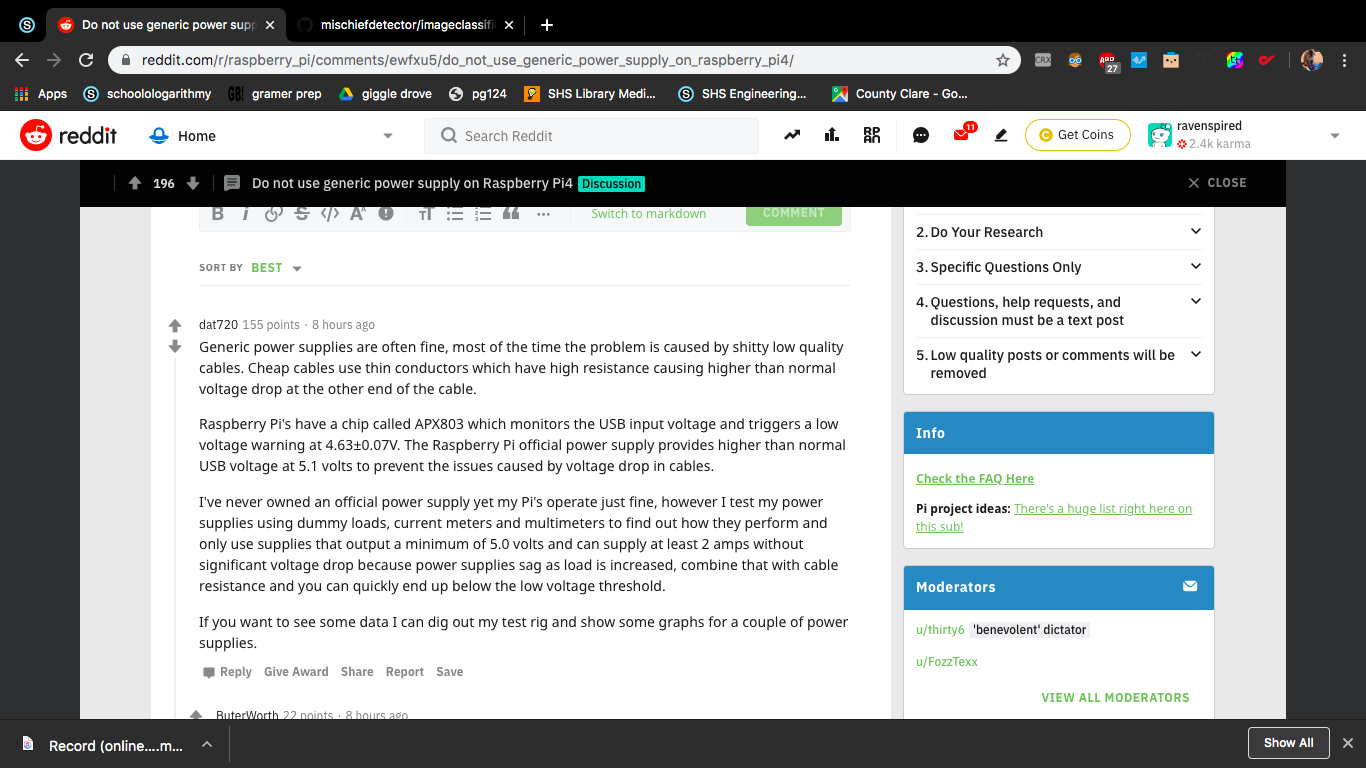 Do not use generic power supp
mischiefdetector/imageclassifi
reddit.com/r/raspberry_pi/comments/ewfxu5/do_not_use_generic_power_supply_on_raspberry_pi4/
CRX
ABP
27
Apps
schoolologarithmy
GB!
gramer prep
giggle drove
pg124
SHS Library Medi...
SHS Engineering...
County Clare - Go...
reddit
Home
Search Reddit
11
Get Coins
ravenspired
2.4k karma
196
Do not use generic power supply on Raspberry Pi4
Discussion
CLOSE
Switch to markdown
COMMENT
SORT BY BEST
dat720 155 points · 8 hours ago
Generic power supplies are often fine, most of the time the problem is caused by shitty low quality
cables. Cheap cables use thin conductors which have high resistance causing higher than normal
voltage drop at the other end of the cable.
Raspberry Pi's have a chip called APX803 which monitors the USB input voltage and triggers a low
voltage warning at 4.63±0.07V. The Raspberry Pi official power supply provides higher than normal
USB voltage at 5.1 volts to prevent the issues caused by voltage drop in cables.
I've never owned an official power supply yet my Pi's operate just fine, however I test my power
supplies using dummy loads, current meters and multimeters to find out how they perform and
only use supplies that output a minimum of 5.0 volts and can supply at least 2 amps without
significant voltage drop because power supplies sag as load is increased, combine that with cable
resistance and you can quickly end up below the low voltage threshold.
If you want to see some data I can dig out my test rig and show some graphs for a couple of power
supplies.
Reply Give Award Share Report Save
ButerWorth 22 points · 8 hours ago
2. Do Your Research
3. Specific Questions Only
4. Questions, help requests, and
discussion must be a text post
5. Low quality posts or comments will be
removed
Info
Check the FAQ Here
Pi project ideas: There's a huge list right here on
this sub!
Moderators
u/thirty6 'benevolent' dictator
u/FozzTexx
VIEW ALL MODERATORS
Record (online....m...
Show All